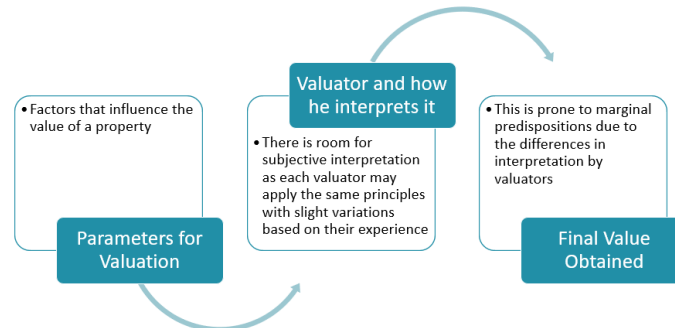 • Factors that influence the
value of a property
Parameters for
Valuation
Valuator and how
he interprets it
• There is room for
subjective interpretation
as each valuator may
apply the same principles
with slight variations
based on their experience
• This is prone to marginal
predispositions due to
the differences in
interpretation by
valuators
Final Value
Obtained